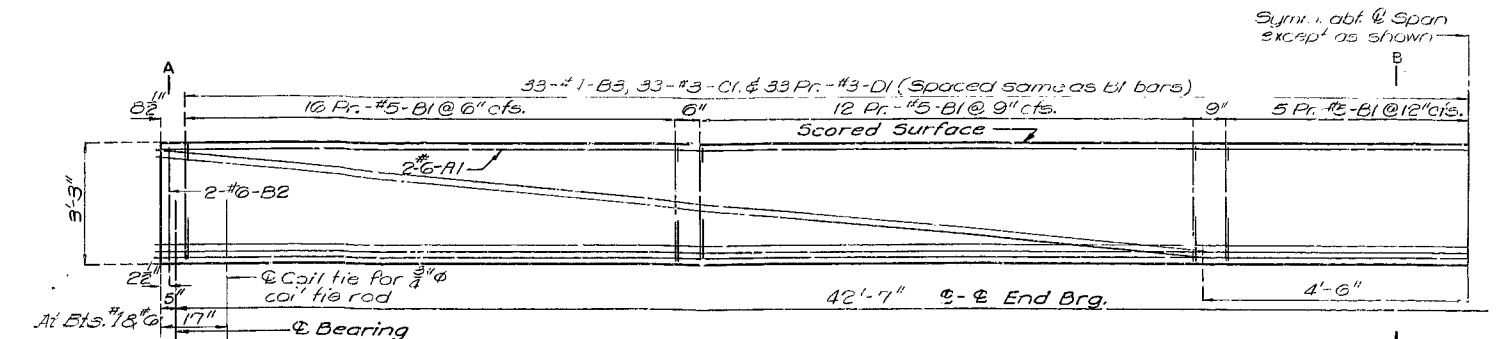 Symm. abt. ℄ Span
except as shown
A
B
33-#4-B3, 33-#3-C1 & 33 Pr.-#3-D1 (Spaced same as B1 bars)
8½"
16 Pr.-#5-B1 @ 6" cts.
6"
12 Pr.-#5-B1 @ 9" cts.
9"
5 Pr.-#5-B1 @ 12" cts.
Scored Surface
2-#6-A1
3'-3"
2-#6-B2
2½"
℄ Coil tie for ¾"ø
coil tie rod
5"
42'-7" ℄-℄ End Brg.
4'-6"
At Bts. #1 & #6
17"
℄ Bearing